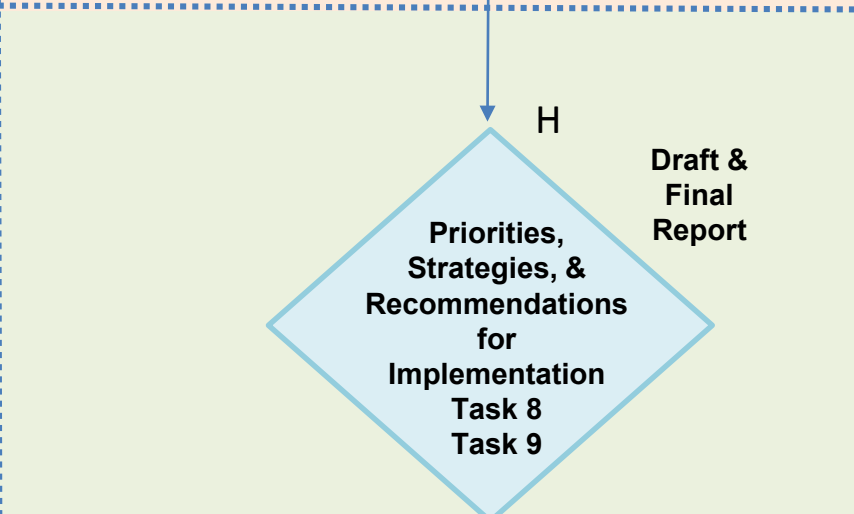 H
Draft &
Final
Report
Priorities,
Strategies, &
Recommendations
for
Implementation
Task 8
Task 9